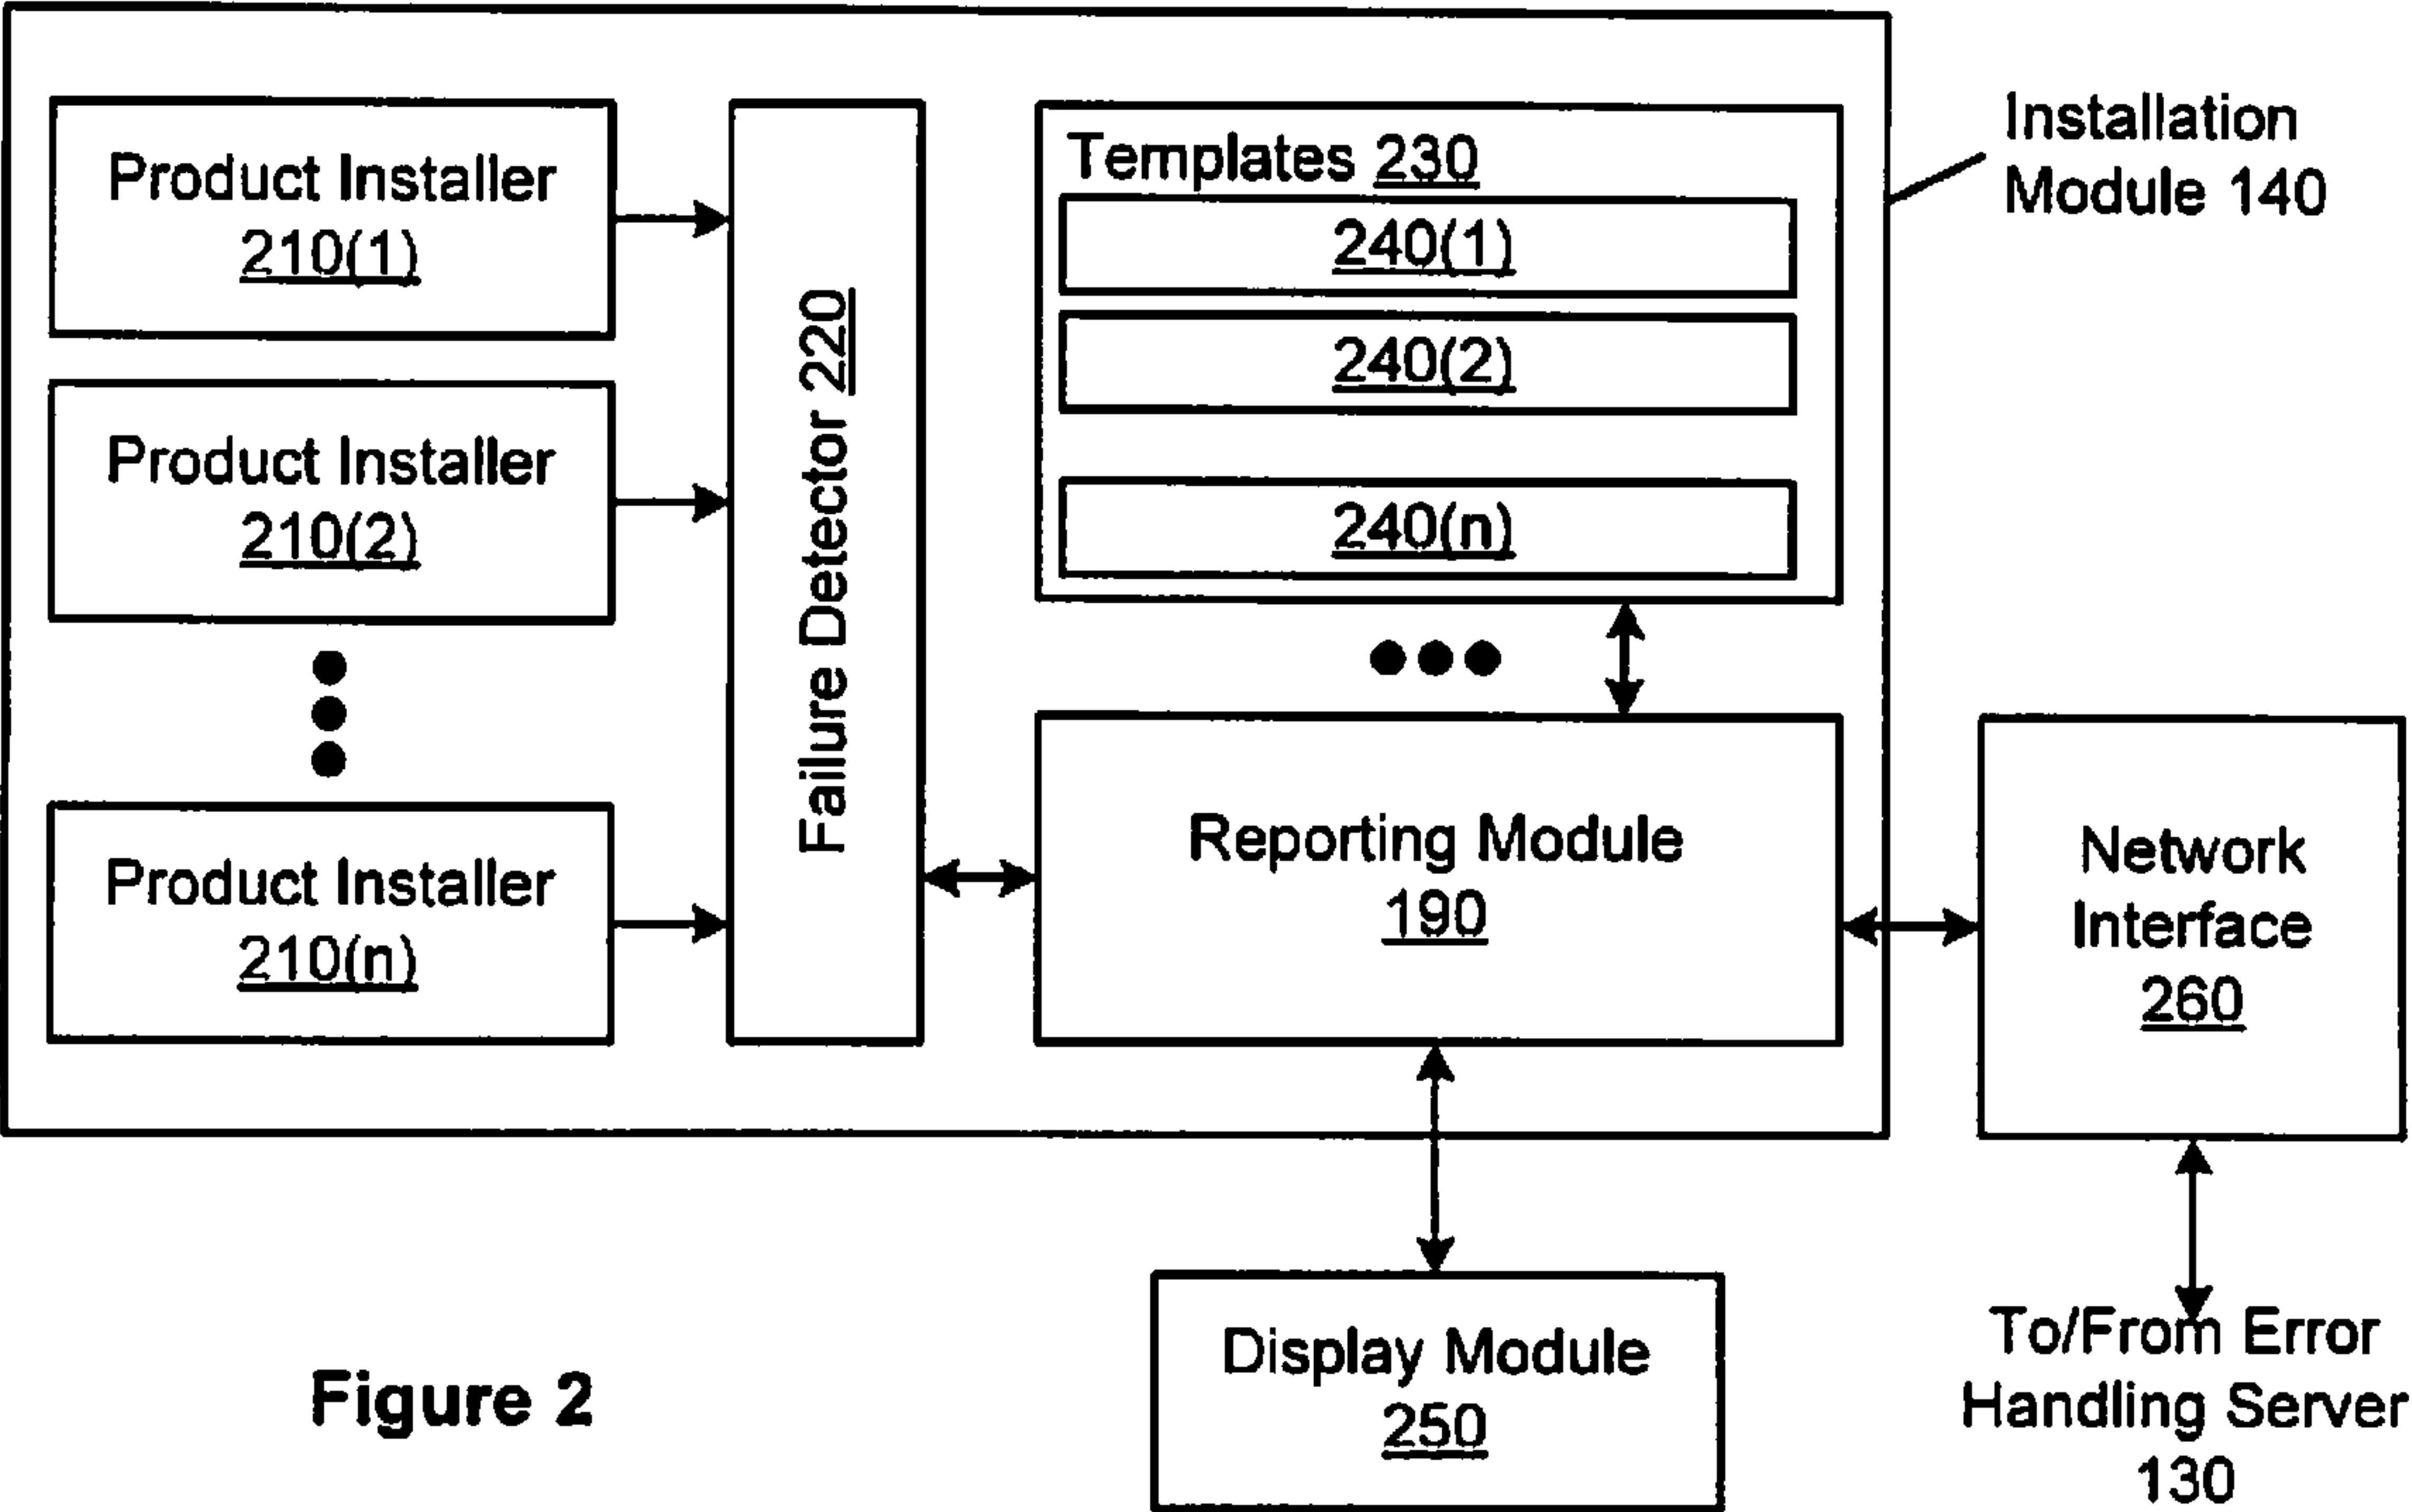 Product Installer
210(1)
Product Installer
210(2)
Product Installer
210(n)
Failure Detector 220
Templates 230
240(1)
240(2)
240(n)
Reporting Module
190
Installation
Module 140
Network
Interface
260
Display Module
250
To/From Error
Handling Server
130
Figure 2